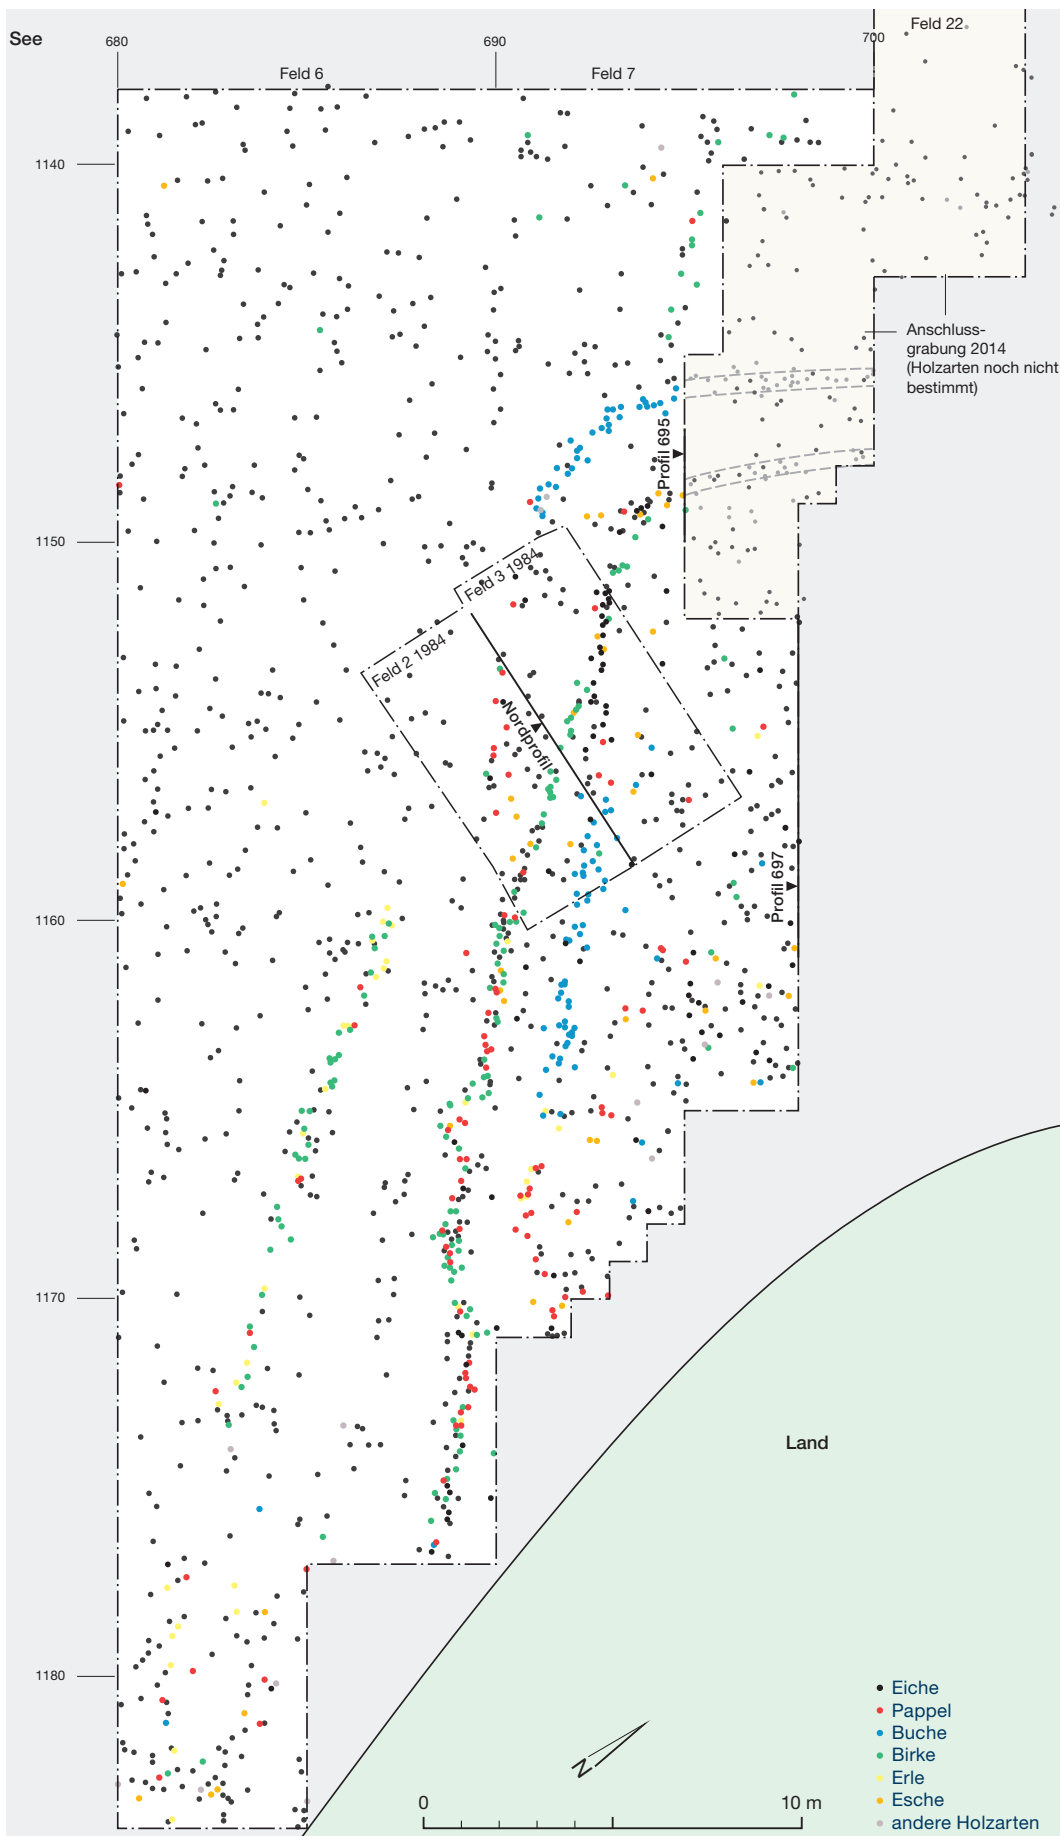 Feld 22
See
680
690
700
Feld 6
Feld 7
1140
Anschluss-
grabung 2014
(Holzarten noch nicht
bestimmt)
Profil 695
1150
Feld 3 1984
Feld 2 1984
Nordprofil
Profil 697
1160
1170
Land
1180
Eiche
Pappel
Buche
Birke
Erle
Esche
andere Holzarten
N
0
10 m